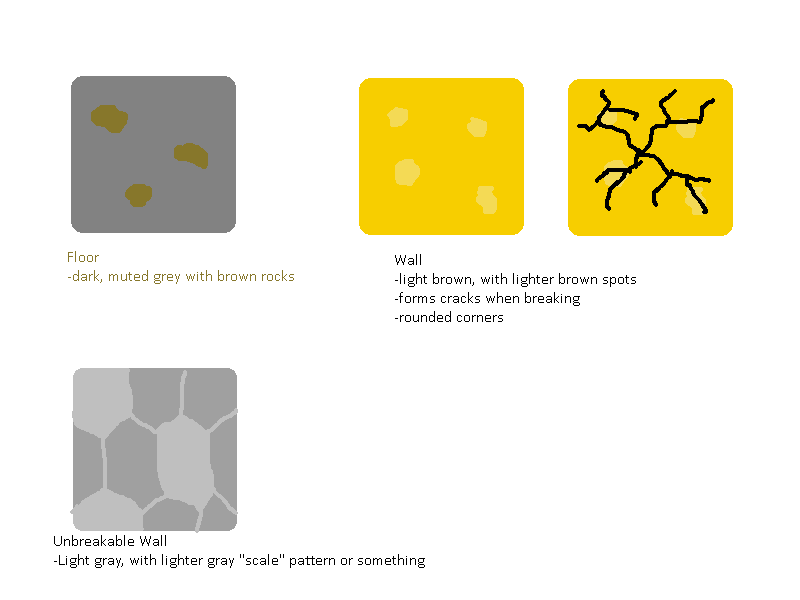 Floor
-dark, muted grey with brown rocks
Wall
-light brown, with lighter brown spots
-forms cracks when breaking
-rounded corners
Unbreakable Wall
-Light gray, with lighter gray "scale" pattern or something